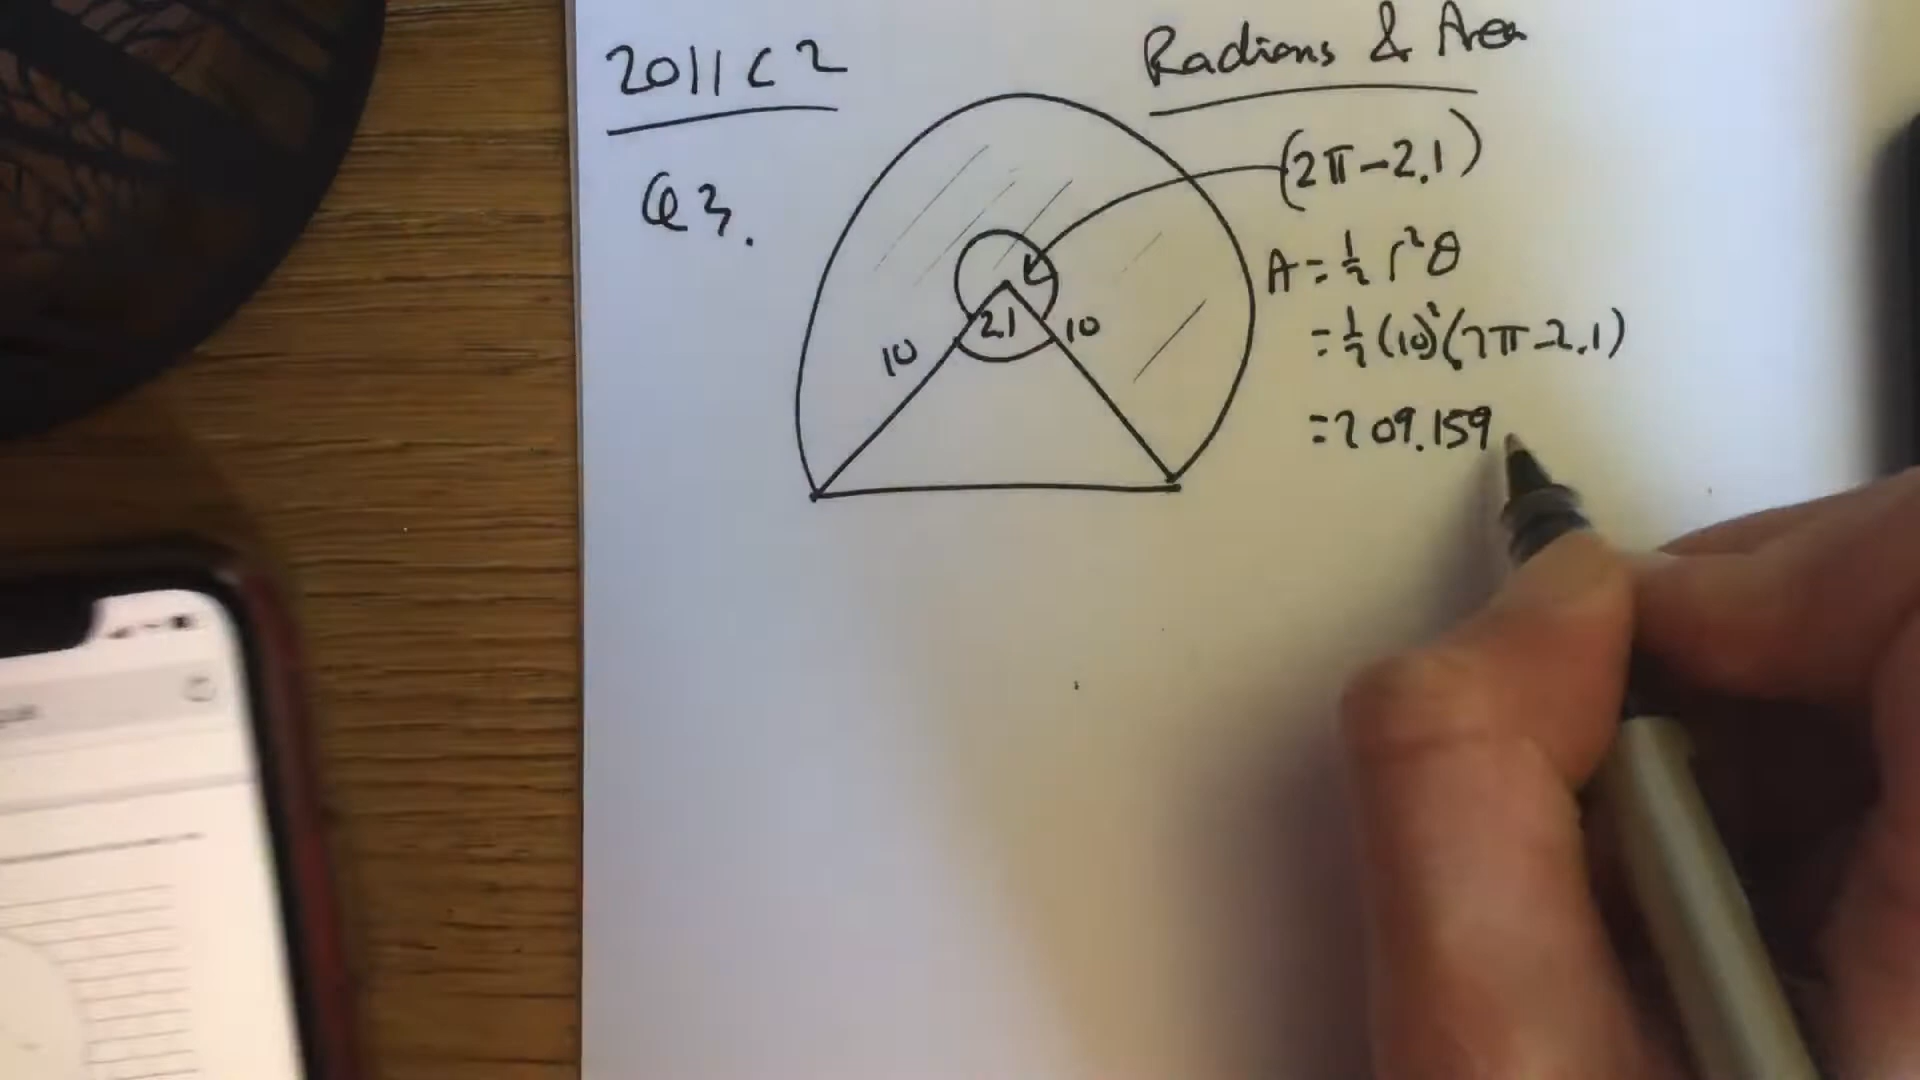 2011 C2
Radians & Area
Q3.
(2π-2.1)
A = ½ r²θ
= ½ (10)²(2π-2.1)
= 209.159
2.1
10
10